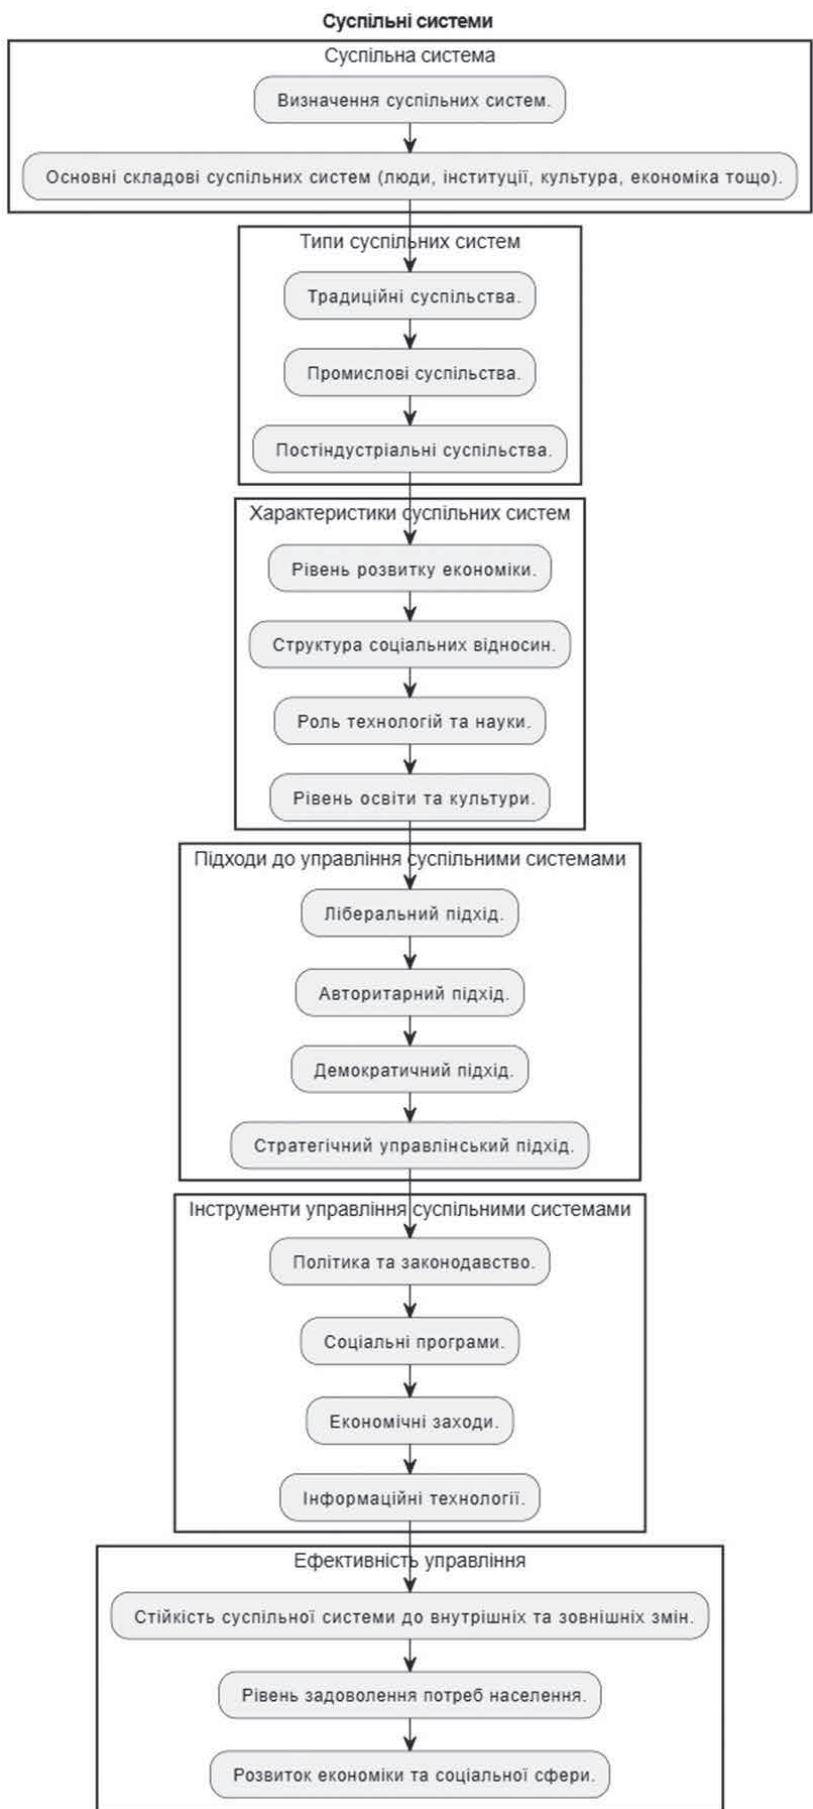 Суспільні системи
Суспільна система
Визначення суспільних систем.
Основні складові суспільних систем (люди, інституції, культура, економіка тощо).
Типи суспільних систем
Традиційні суспільства.
Промислові суспільства.
Постіндустріальні суспільства.
Характеристики суспільних систем
Рівень розвитку економіки.
Структура соціальних відносин.
Роль технологій та науки.
Рівень освіти та культури.
Підходи до управління суспільними системами
Ліберальний підхід.
Авторитарний підхід.
Демократичний підхід.
Стратегічний управлінський підхід.
Інструменти управління суспільними системами
Політика та законодавство.
Соціальні програми.
Економічні заходи.
Інформаційні технології.
Ефективність управління
Стійкість суспільної системи до внутрішніх та зовнішніх змін.
Рівень задоволення потреб населення.
Розвиток економіки та соціальної сфери.